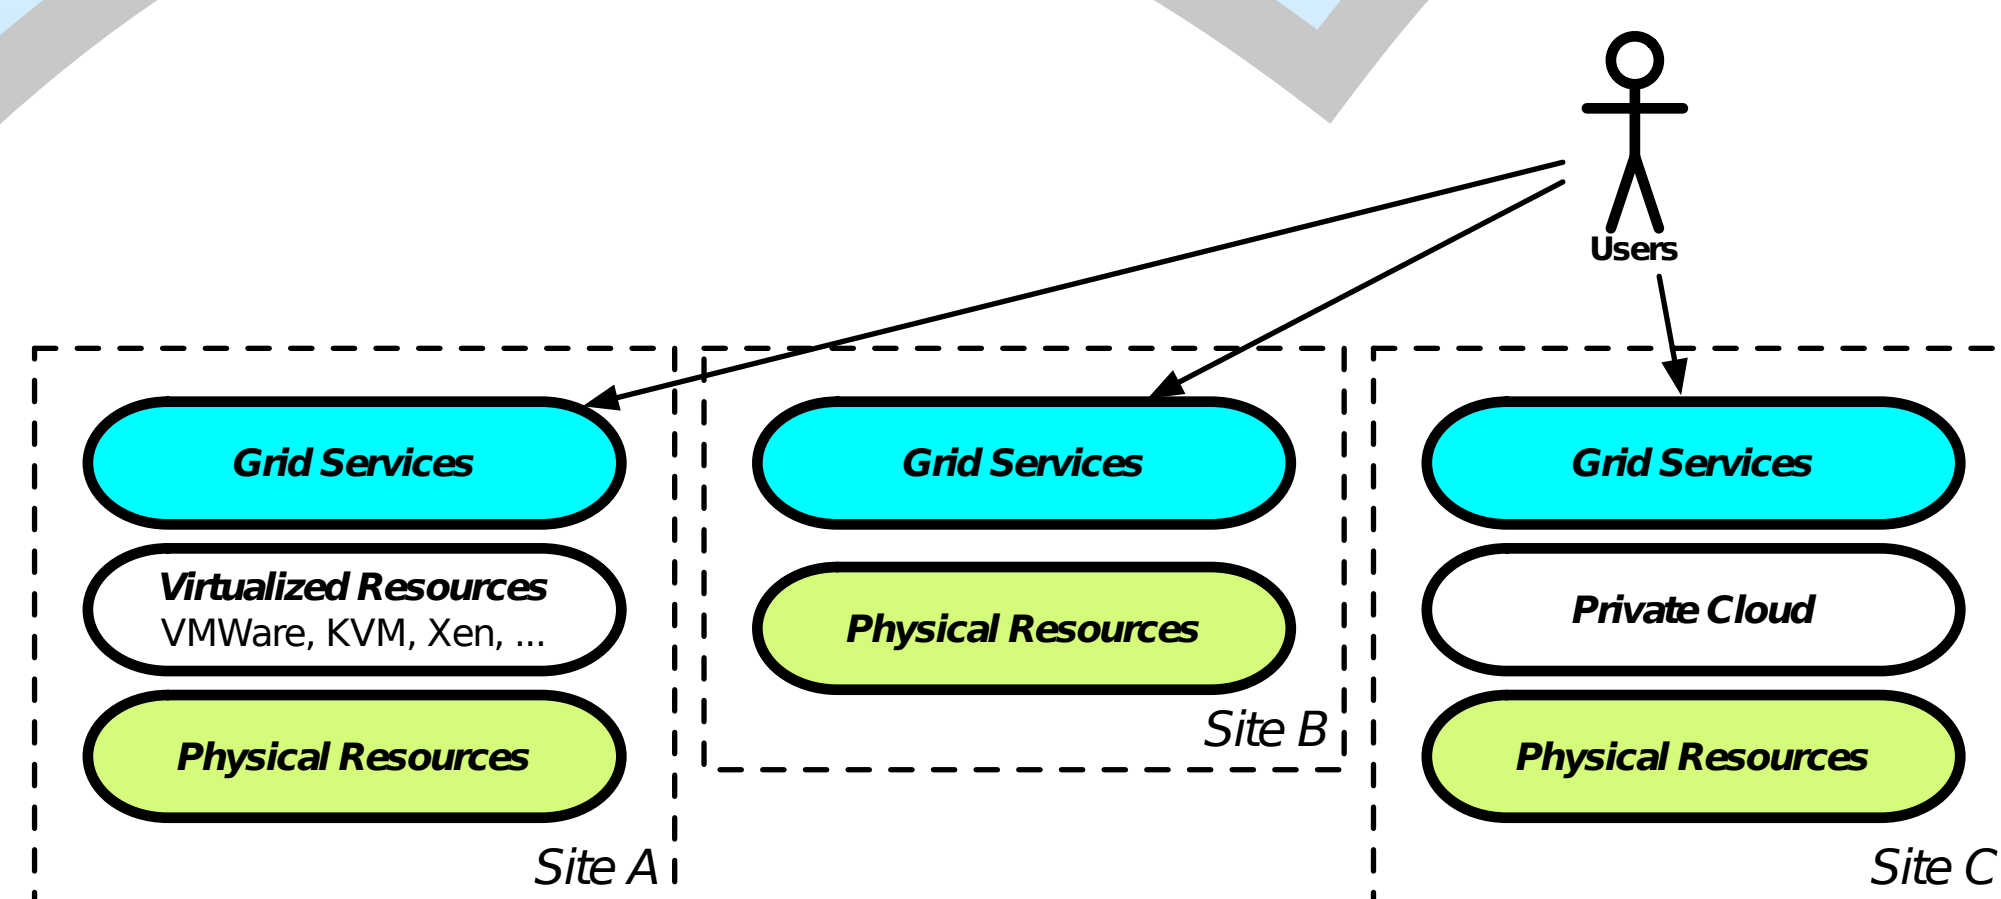 Users
Grid Services
Virtualized Resources
VMWare, KVM, Xen, ...
Physical Resources
Site A
Grid Services
Physical Resources
Site B
Grid Services
Private Cloud
Physical Resources
Site C